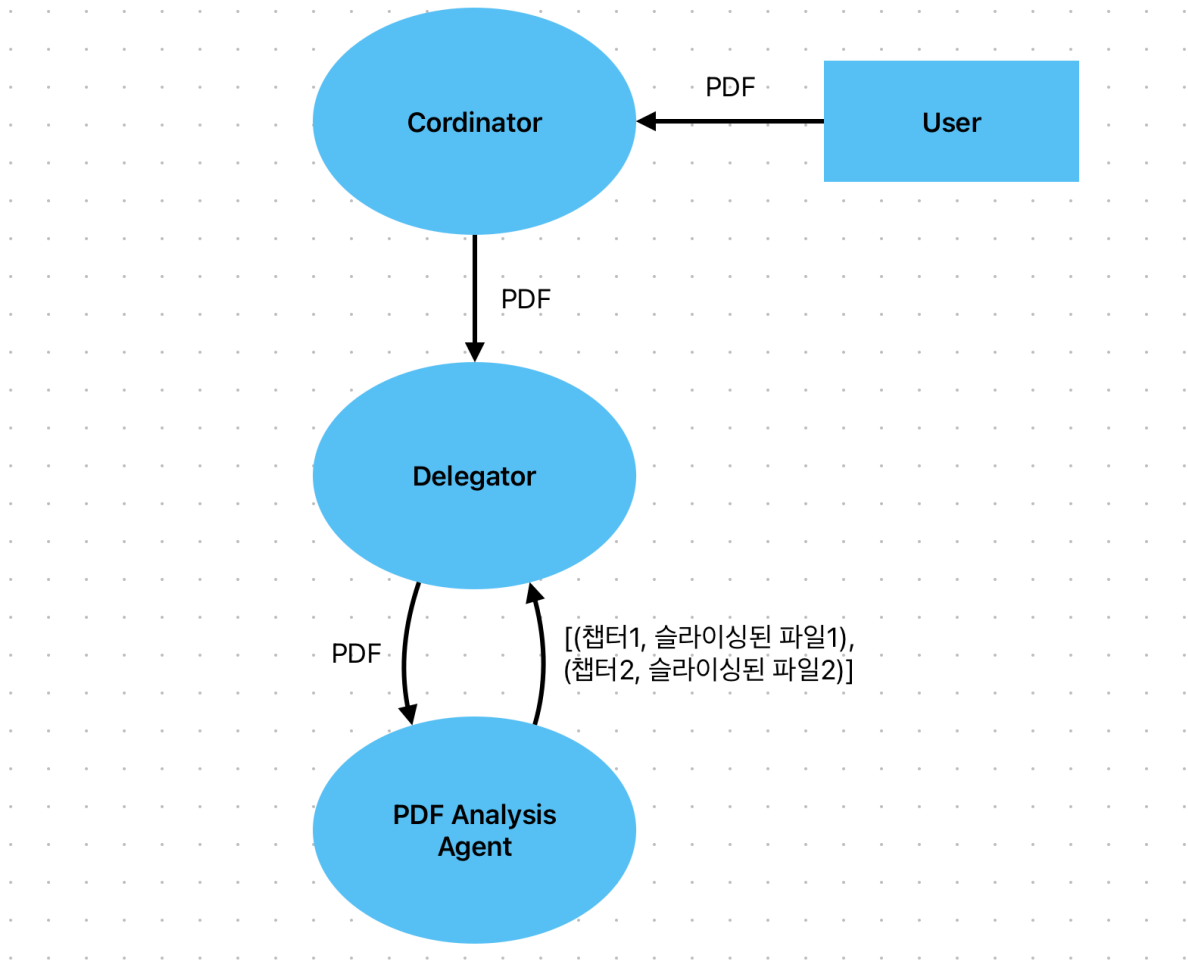 PDF
Cordinator
User
PDF
Delegator
PDF
[(챕터1, 슬라이싱된 파일1),
(챕터2, 슬라이싱된 파일2)]
PDF Analysis
Agent